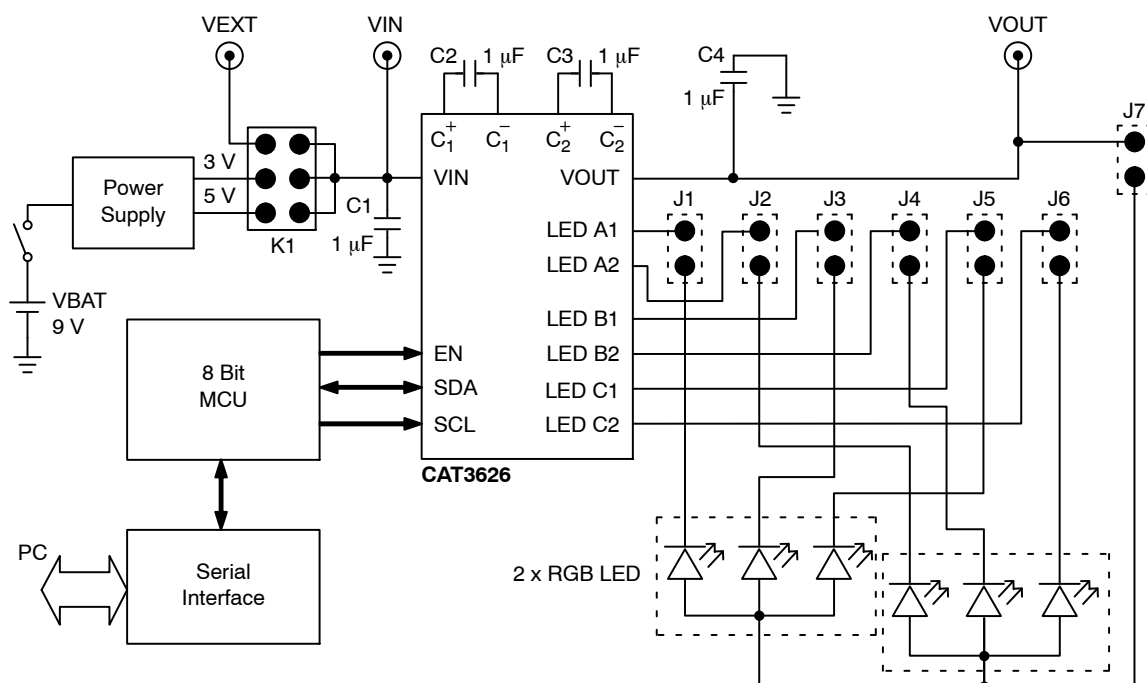 VEXT
VIN
VOUT
C2
1 μF
C3
1 μF
C4
1 μF
J7
C1+
C1−
C2+
C2−
3 V
5 V
Power
Supply
K1
C1
1 μF
VIN
VOUT
J1
J2
J3
J4
J5
J6
LED A1
LED A2
LED B1
LED B2
LED C1
LED C2
VBAT
9 V
8 Bit
MCU
EN
SDA
SCL
CAT3626
PC
Serial
Interface
2 x RGB LED